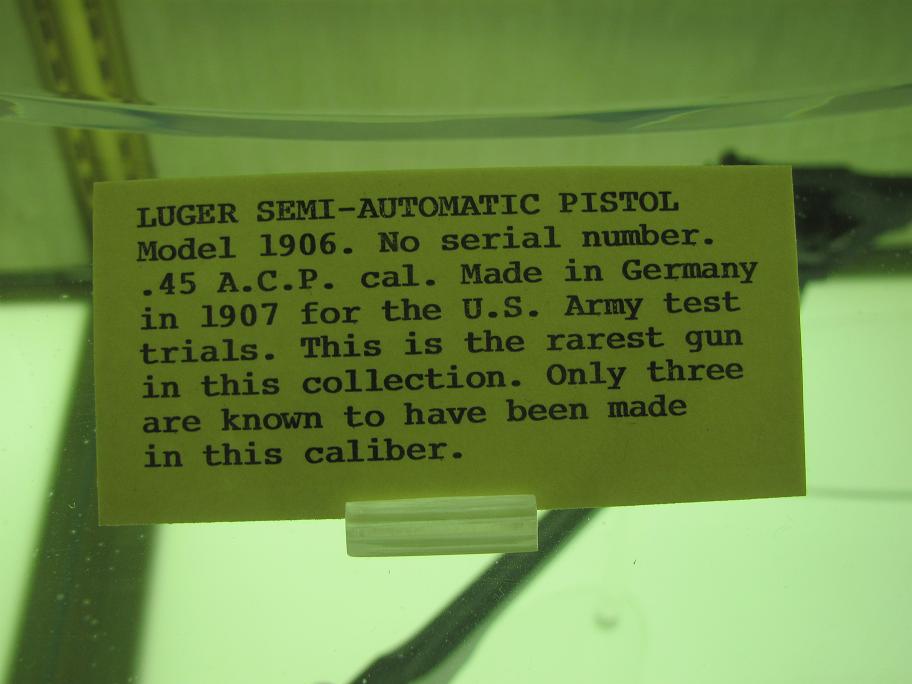 LUGER SEMI-AUTOMATIC PISTOL
Model 1906. No serial number.
.45 A.C.P. cal. Made in Germany
in 1907 for the U.S. Army test
trials. This is the rarest gun
in this collection. Only three
are known to have been made
in this caliber.